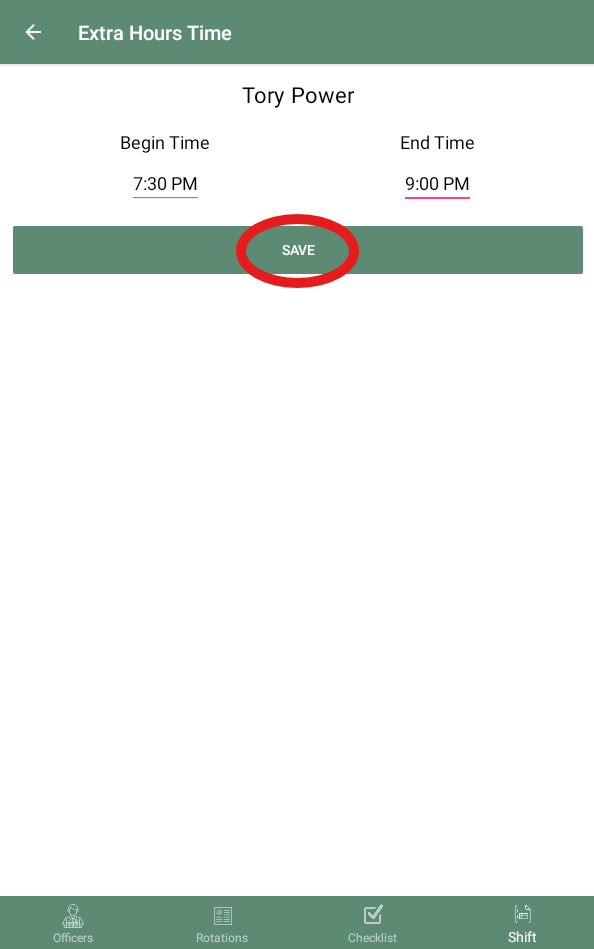 Extra Hours Time
Tory Power
Begin Time End Time
7:30 PM 9:00 PM
SAVE
Officers Rotations Checklist Shift